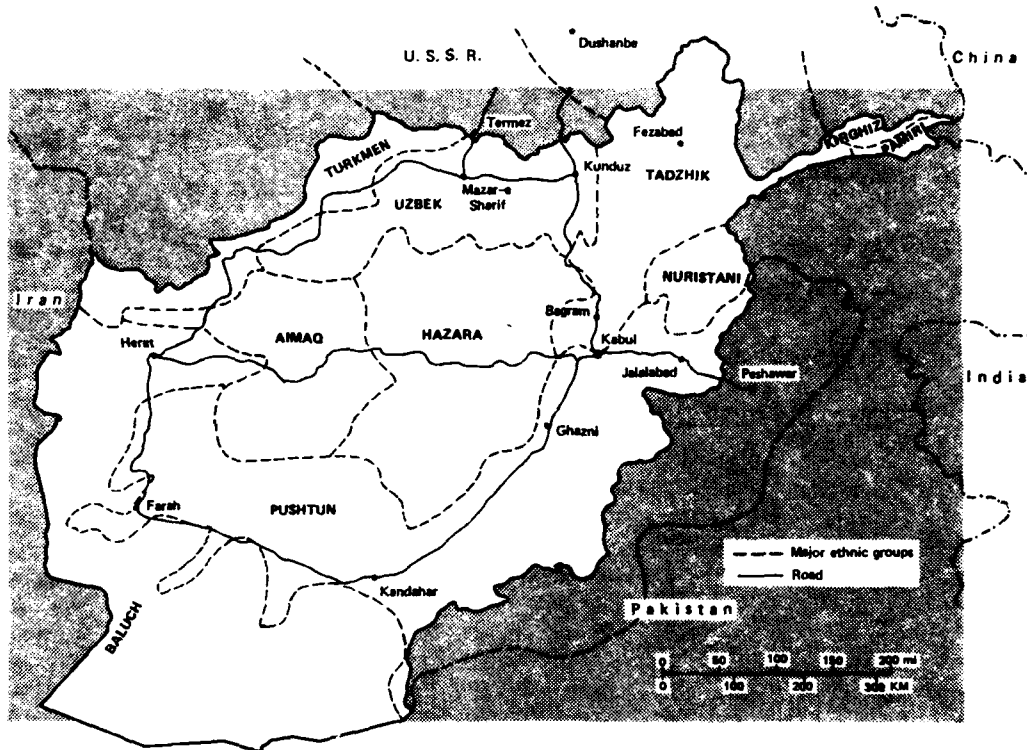 Dushanbe
U.S.S.R.
China
Termez
Fezabad
KIRGHIZ
PAMIRI
TURKMEN
Kunduz
TADZHIK
Mazar-e
Sharif
UZBEK
NURISTANI
Iran
Bagram
AIMAQ
HAZARA
Herat
Kabul
Jalalabad
Peshawar
India
Ghazni
Farah
PUSHTUN
Major ethnic groups
Road
Kandahar
Pakistan
BALUCH
0 50 100 150 200 mi
0 100 200 300 KM